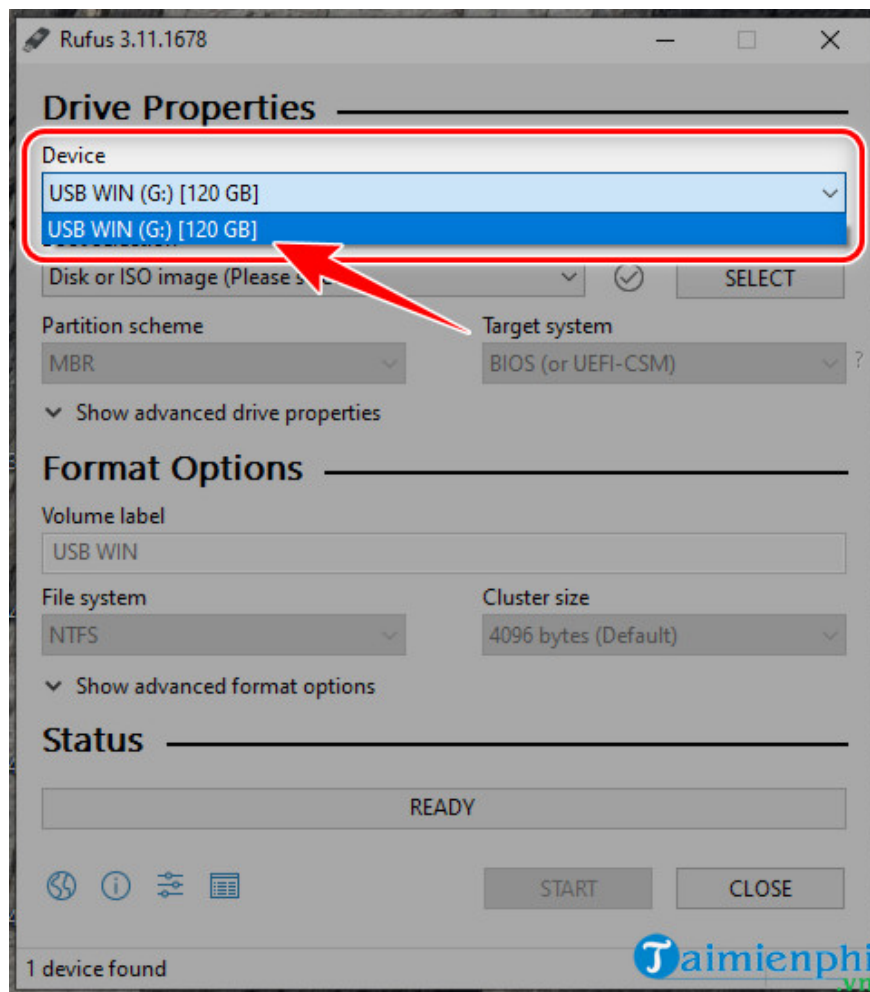 Rufus 3.11.1678
Drive Properties
Device
USB WIN (G:) [120 GB]
USB WIN (G:) [120 GB]
Disk or ISO image (Please SELECT
Partition scheme Target system
MBR BIOS (or UEFI-CSM) ?
Show advanced drive properties
Format Options
Volume label
USB WIN
File system Cluster size
NTFS 4096 bytes (Default)
Show advanced format options
Status
READY
START CLOSE
1 device found
Taimienphi
.vn